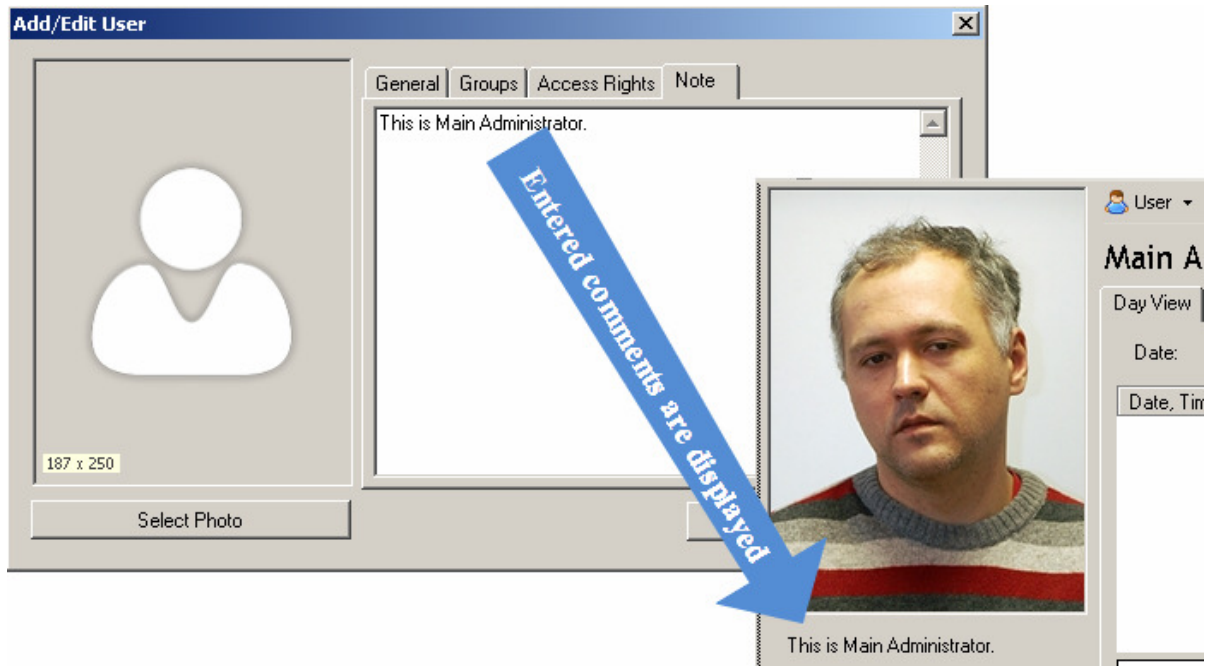 Add/Edit User
General Groups Access Rights Note
This is Main Administrator.
187 x 250
Select Photo
Entered comments are displayed
User
Main A
Day View
Date:
Date, Tim
This is Main Administrator.